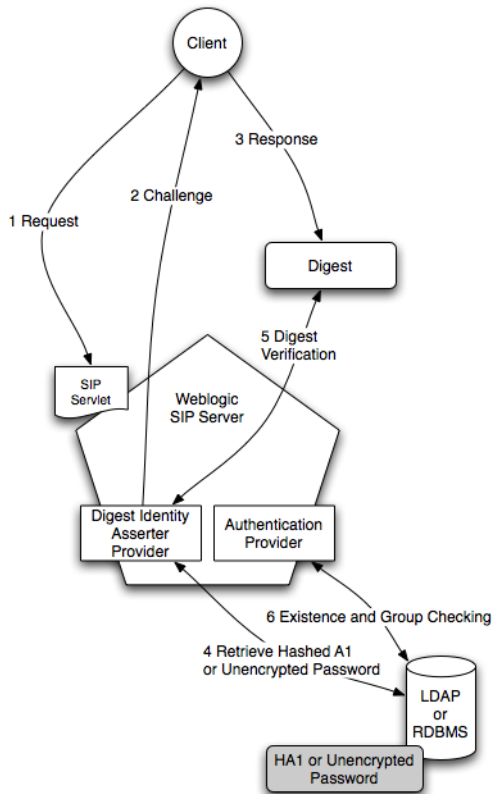 Client
3 Response
2 Challenge
1 Request
Digest
5 Digest
Verification
SIP
Servlet
Weblogic
SIP Server
Digest Identity
Asserter
Provider
Authentication
Provider
6 Existence and Group Checking
4 Retrieve Hashed A1
or Unencrypted Password
LDAP
or
RDBMS
HA1 or Unencrypted
Password